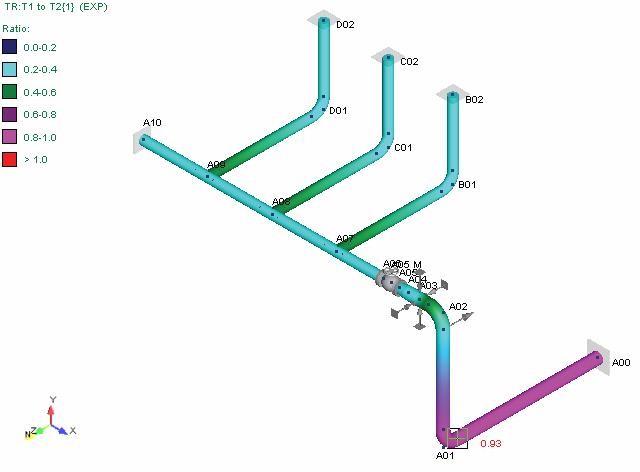 TR:T1 to T2{1} (EXP)
Ratio:
0.0-0.2
0.2-0.4
0.4-0.6
0.6-0.8
0.8-1.0
> 1.0
D02
C02
B02
A10
D01
C01
B01
A09
A08
A07
A06
A05 M
A05
A04
A03
A02
A00
A01
0.93
Y
Z
X
N